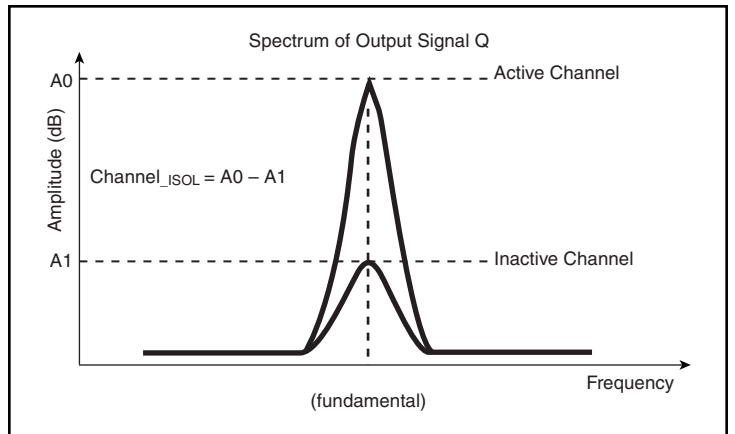 Spectrum of Output Signal Q
A0
Active Channel
Amplitude (dB)
Channel_ISOL = A0 – A1
A1
Inactive Channel
Frequency
(fundamental)